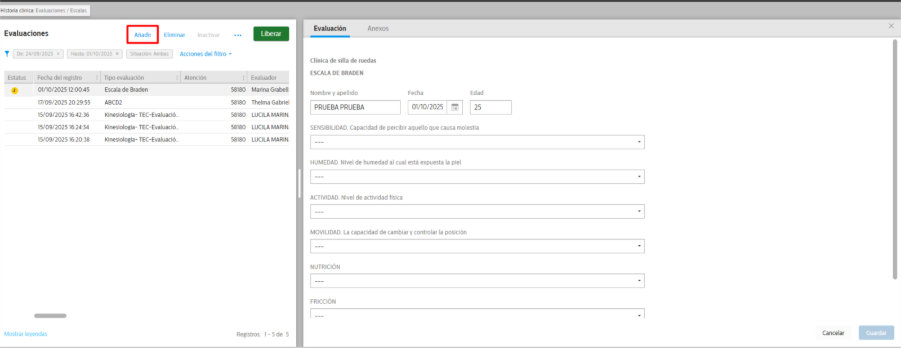 Historia clínica: Evaluaciones / Escalas
Evaluaciones
Añadir Eliminar Inactivar ... Liberar
De: 24/09/2025 × Hasta: 01/10/2025 × Situación: Ambas Acciones del filtro
Estatus Fecha del registro Tipo evaluación Atención Evaluador
01/10/2025 12:00:45 Escala de Braden 58180 Marina Grabell
17/09/2025 20:29:55 ABCD2 58180 Thelma Gabriel
15/09/2025 16:42:36 Kinesiología- TEC-Evaluació.. 58180 LUCILA MARIN.
15/09/2025 16:24:54 Kinesiología- TEC-Evaluació.. 58180 LUCILA MARIN.
15/09/2025 16:20:38 Kinesiología- TEC-Evaluació.. 58180 LUCILA MARIN.
Mostrar leyendas
Registros: 1 - 5 de 5
Evaluación Anexos ×
Clínica de silla de ruedas
ESCALA DE BRADEN
Nombre y apellido Fecha Edad
PRUEBA PRUEBA 01/10/2025 25
SENSIBILIDAD. Capacidad de percibir aquello que causa molestia
---
HUMEDAD. Nivel de humedad al cual está expuesta la piel
---
ACTIVIDAD. Nivel de actividad física
---
MOVILIDAD. La capacidad de cambiar y controlar la posición
---
NUTRICIÓN
---
FRICCIÓN
---
Cancelar Guardar